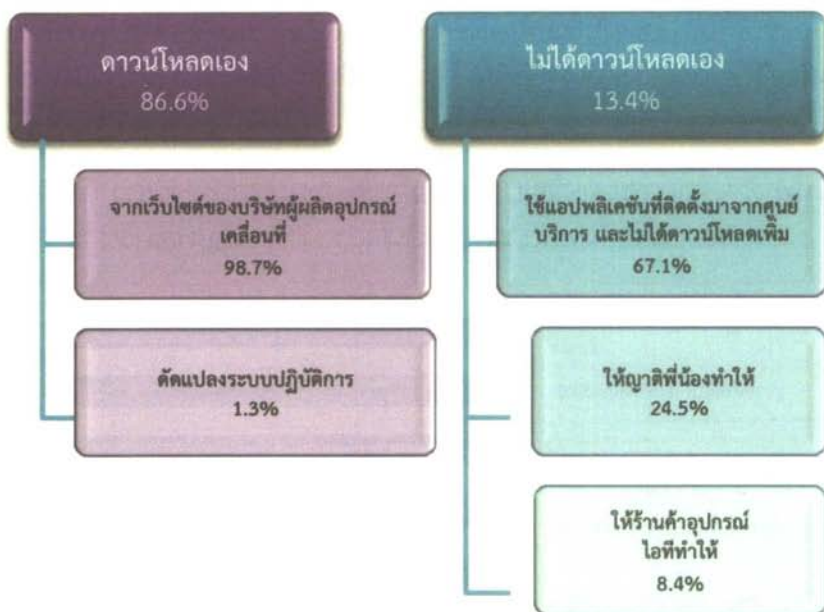 ดาวน์โหลดเอง
86.6%
จากเว็บไซต์ของบริษัทผู้ผลิตอุปกรณ์
เคลื่อนที่
98.7%
ดัดแปลงระบบปฏิบัติการ
1.3%
ไม่ได้ดาวน์โหลดเอง
13.4%
ใช้แอปพลิเคชันที่ติดตั้งมาจากศูนย์
บริการ และไม่ได้ดาวน์โหลดเพิ่ม
67.1%
ให้ญาติพี่น้องทำให้
24.5%
ให้ร้านค้าอุปกรณ์
ไอทีทำให้
8.4%